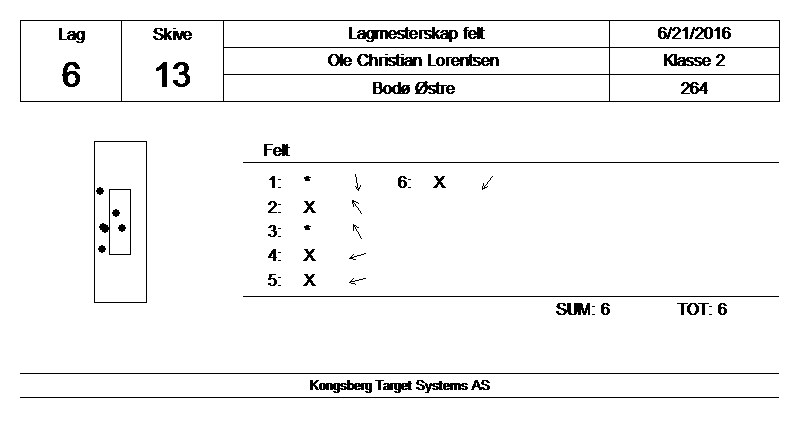 Lag Skive Lagmesterskap felt 6/21/2016
6 13 Ole Christian Lorentsen Klasse 2
Bodø Østre 264
Felt
1: * 6: X
2: X
3: *
4: X
5: X
SUM: 6 TOT: 6
Kongsberg Target Systems AS